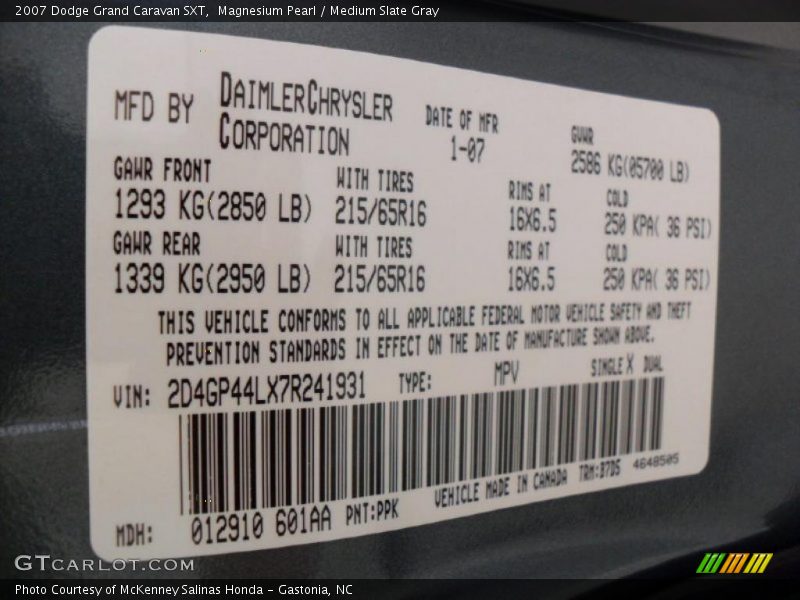 2007 Dodge Grand Caravan SXT, Magnesium Pearl / Medium Slate Gray
MFD BY DAIMLERCHRYSLER CORPORATION
DATE OF MFR 1-07
GVWR 2586 KG(05700 LB)
GAWR FRONT WITH TIRES RIMS AT COLD
1293 KG(2850 LB) 215/65R16 16X6.5 250 KPA( 36 PSI)
GAWR REAR WITH TIRES RIMS AT COLD
1339 KG(2950 LB) 215/65R16 16X6.5 250 KPA( 36 PSI)
THIS VEHICLE CONFORMS TO ALL APPLICABLE FEDERAL MOTOR VEHICLE SAFETY AND THEFT
PREVENTION STANDARDS IN EFFECT ON THE DATE OF MANUFACTURE SHOWN ABOVE.
VIN: 2D4GP44LX7R241931 TYPE: MPV SINGLE X DUAL
MDH: 012910 601AA PNT:PPK VEHICLE MADE IN CANADA TRM:B7D5 4648505
GTCARLOT.COM
Photo Courtesy of McKenney Salinas Honda - Gastonia, NC